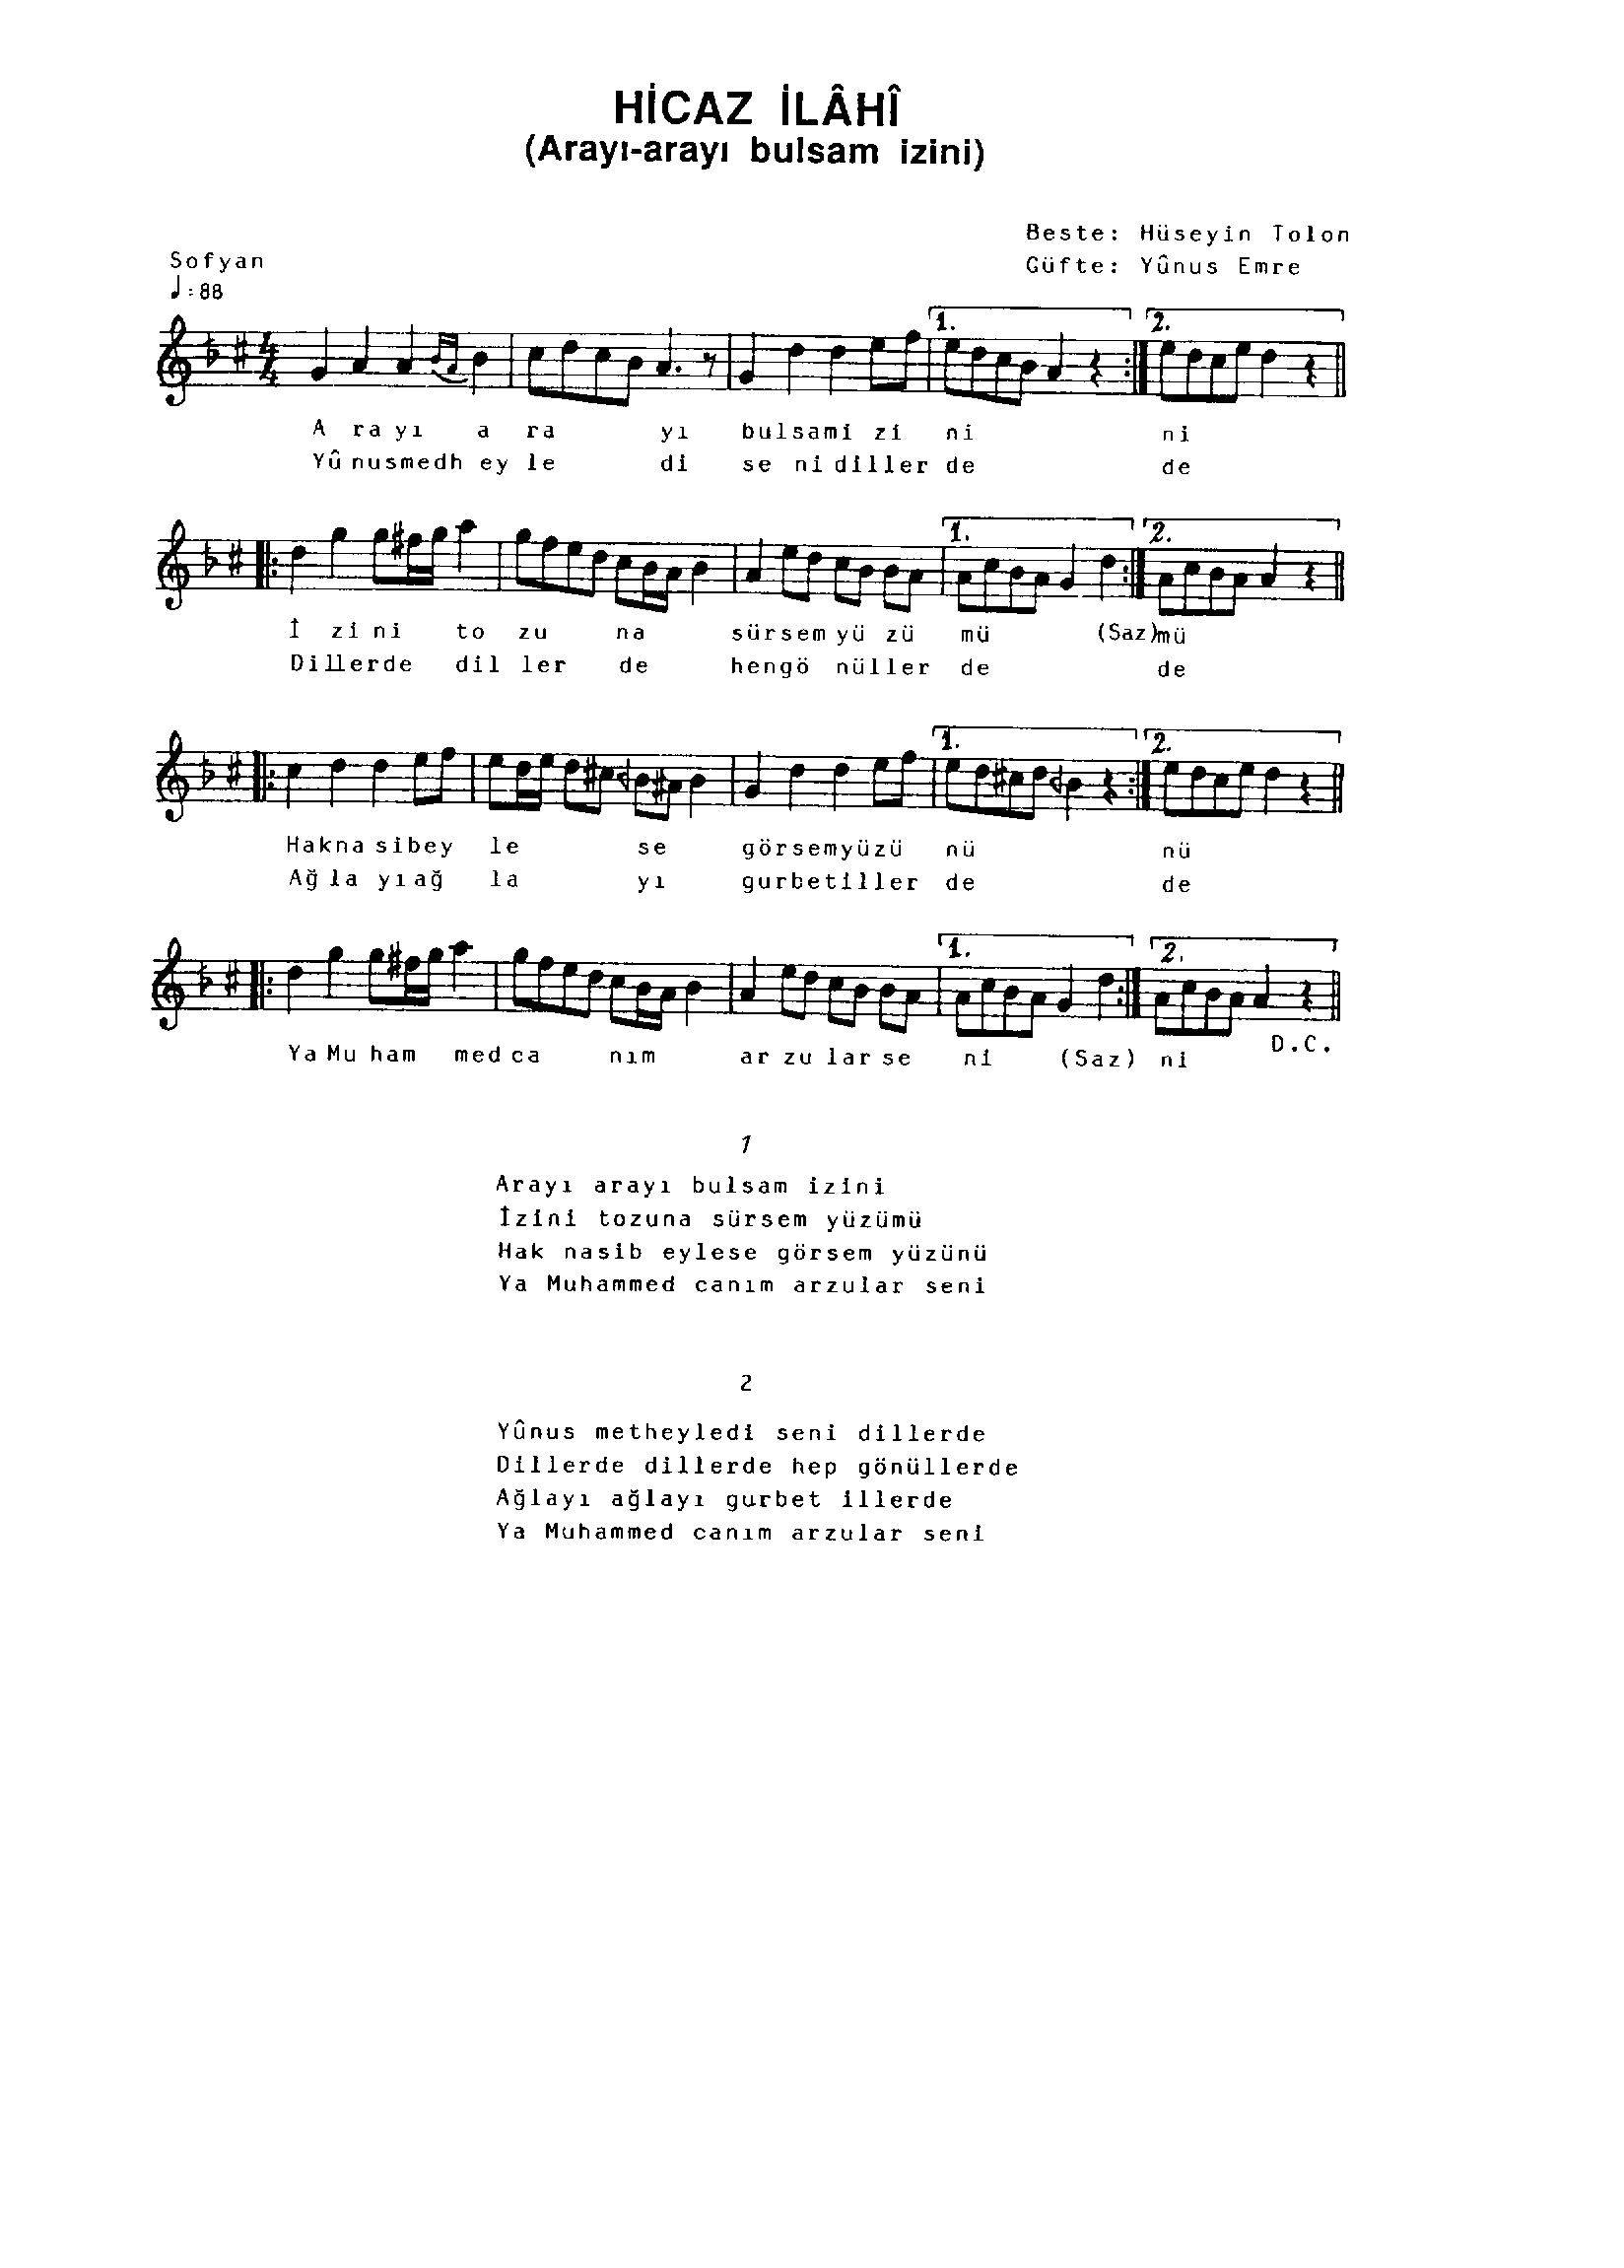 HİCAZ İLÂHÎ
(Arayı-arayı bulsam izini)
Beste: Hüseyin Tolon
Güfte: Yûnus Emre
Sofyan
♩=88
1. 2.
A ra yı a ra yı bulsami zi ni ni
Yû nusmedh ey le di se ni diller de de
1. 2.
İ zi ni to zu na sürsem yü zü mü (Saz)mü
Dillerde dil ler de hengö nüller de de
1. 2.
Hakna sibey le se görsemyüzü nü nü
Ağ la yıağ la yı gurbetiller de de
1. 2.
Ya Mu ham med ca nım ar zu lar se ni (Saz) ni
D.C.
1
Arayı arayı bulsam izini
İzini tozuna sürsem yüzümü
Hak nasib eylese görsem yüzünü
Ya Muhammed canım arzular seni
2
Yûnus metheyledi seni dillerde
Dillerde dillerde hep gönüllerde
Ağlayı ağlayı gurbet illerde
Ya Muhammed canım arzular seni